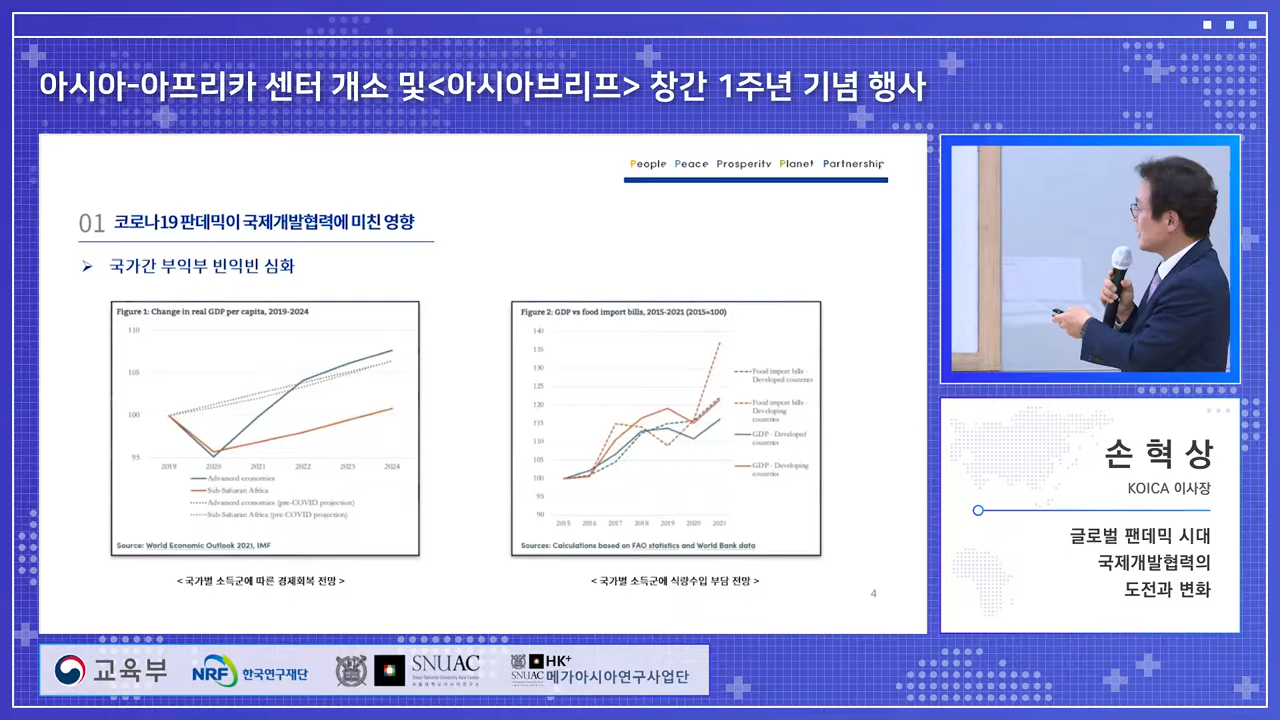 아시아-아프리카 센터 개소 및<아시아브리프> 창간 1주년 기념 행사
People Peace Prosperity Planet Partnership
01 코로나19 판데믹이 국제개발협력에 미친 영향
➢ 국가간 부익부 빈익빈 심화
Figure 1: Change in real GDP per capita, 2019-2024
110
105
100
95
2019 2020 2021 2022 2023 2024
Advanced economies
Sub-Saharan Africa
Advanced economies (pre-COVID projection)
Sub-Saharan Africa (pre-COVID projection)
Source: World Economic Outlook 2021, IMF
< 국가별 소득군에 따른 경제회복 전망 >
Figure 2: GDP vs food import bills, 2015-2021 (2015=100)
140
135
130
125
120
115
110
105
100
95
90
2015 2016 2017 2018 2019 2020 2021
Food import bills -
Developed countries
Food import bills -
Developing
countries
GDP - Developed
countries
GDP - Developing
countries
Sources: Calculations based on FAO statistics and World Bank data
< 국가별 소득군에 식량수입 부담 전망 >
4
손 혁 상
KOICA 이사장
글로벌 팬데믹 시대
국제개발협력의
도전과 변화
교육부
NRF 한국연구재단
SNUAC
Seoul National University Asia Center
서울대학교아시아연구소
HK+
SNUAC 메가아시아연구사업단